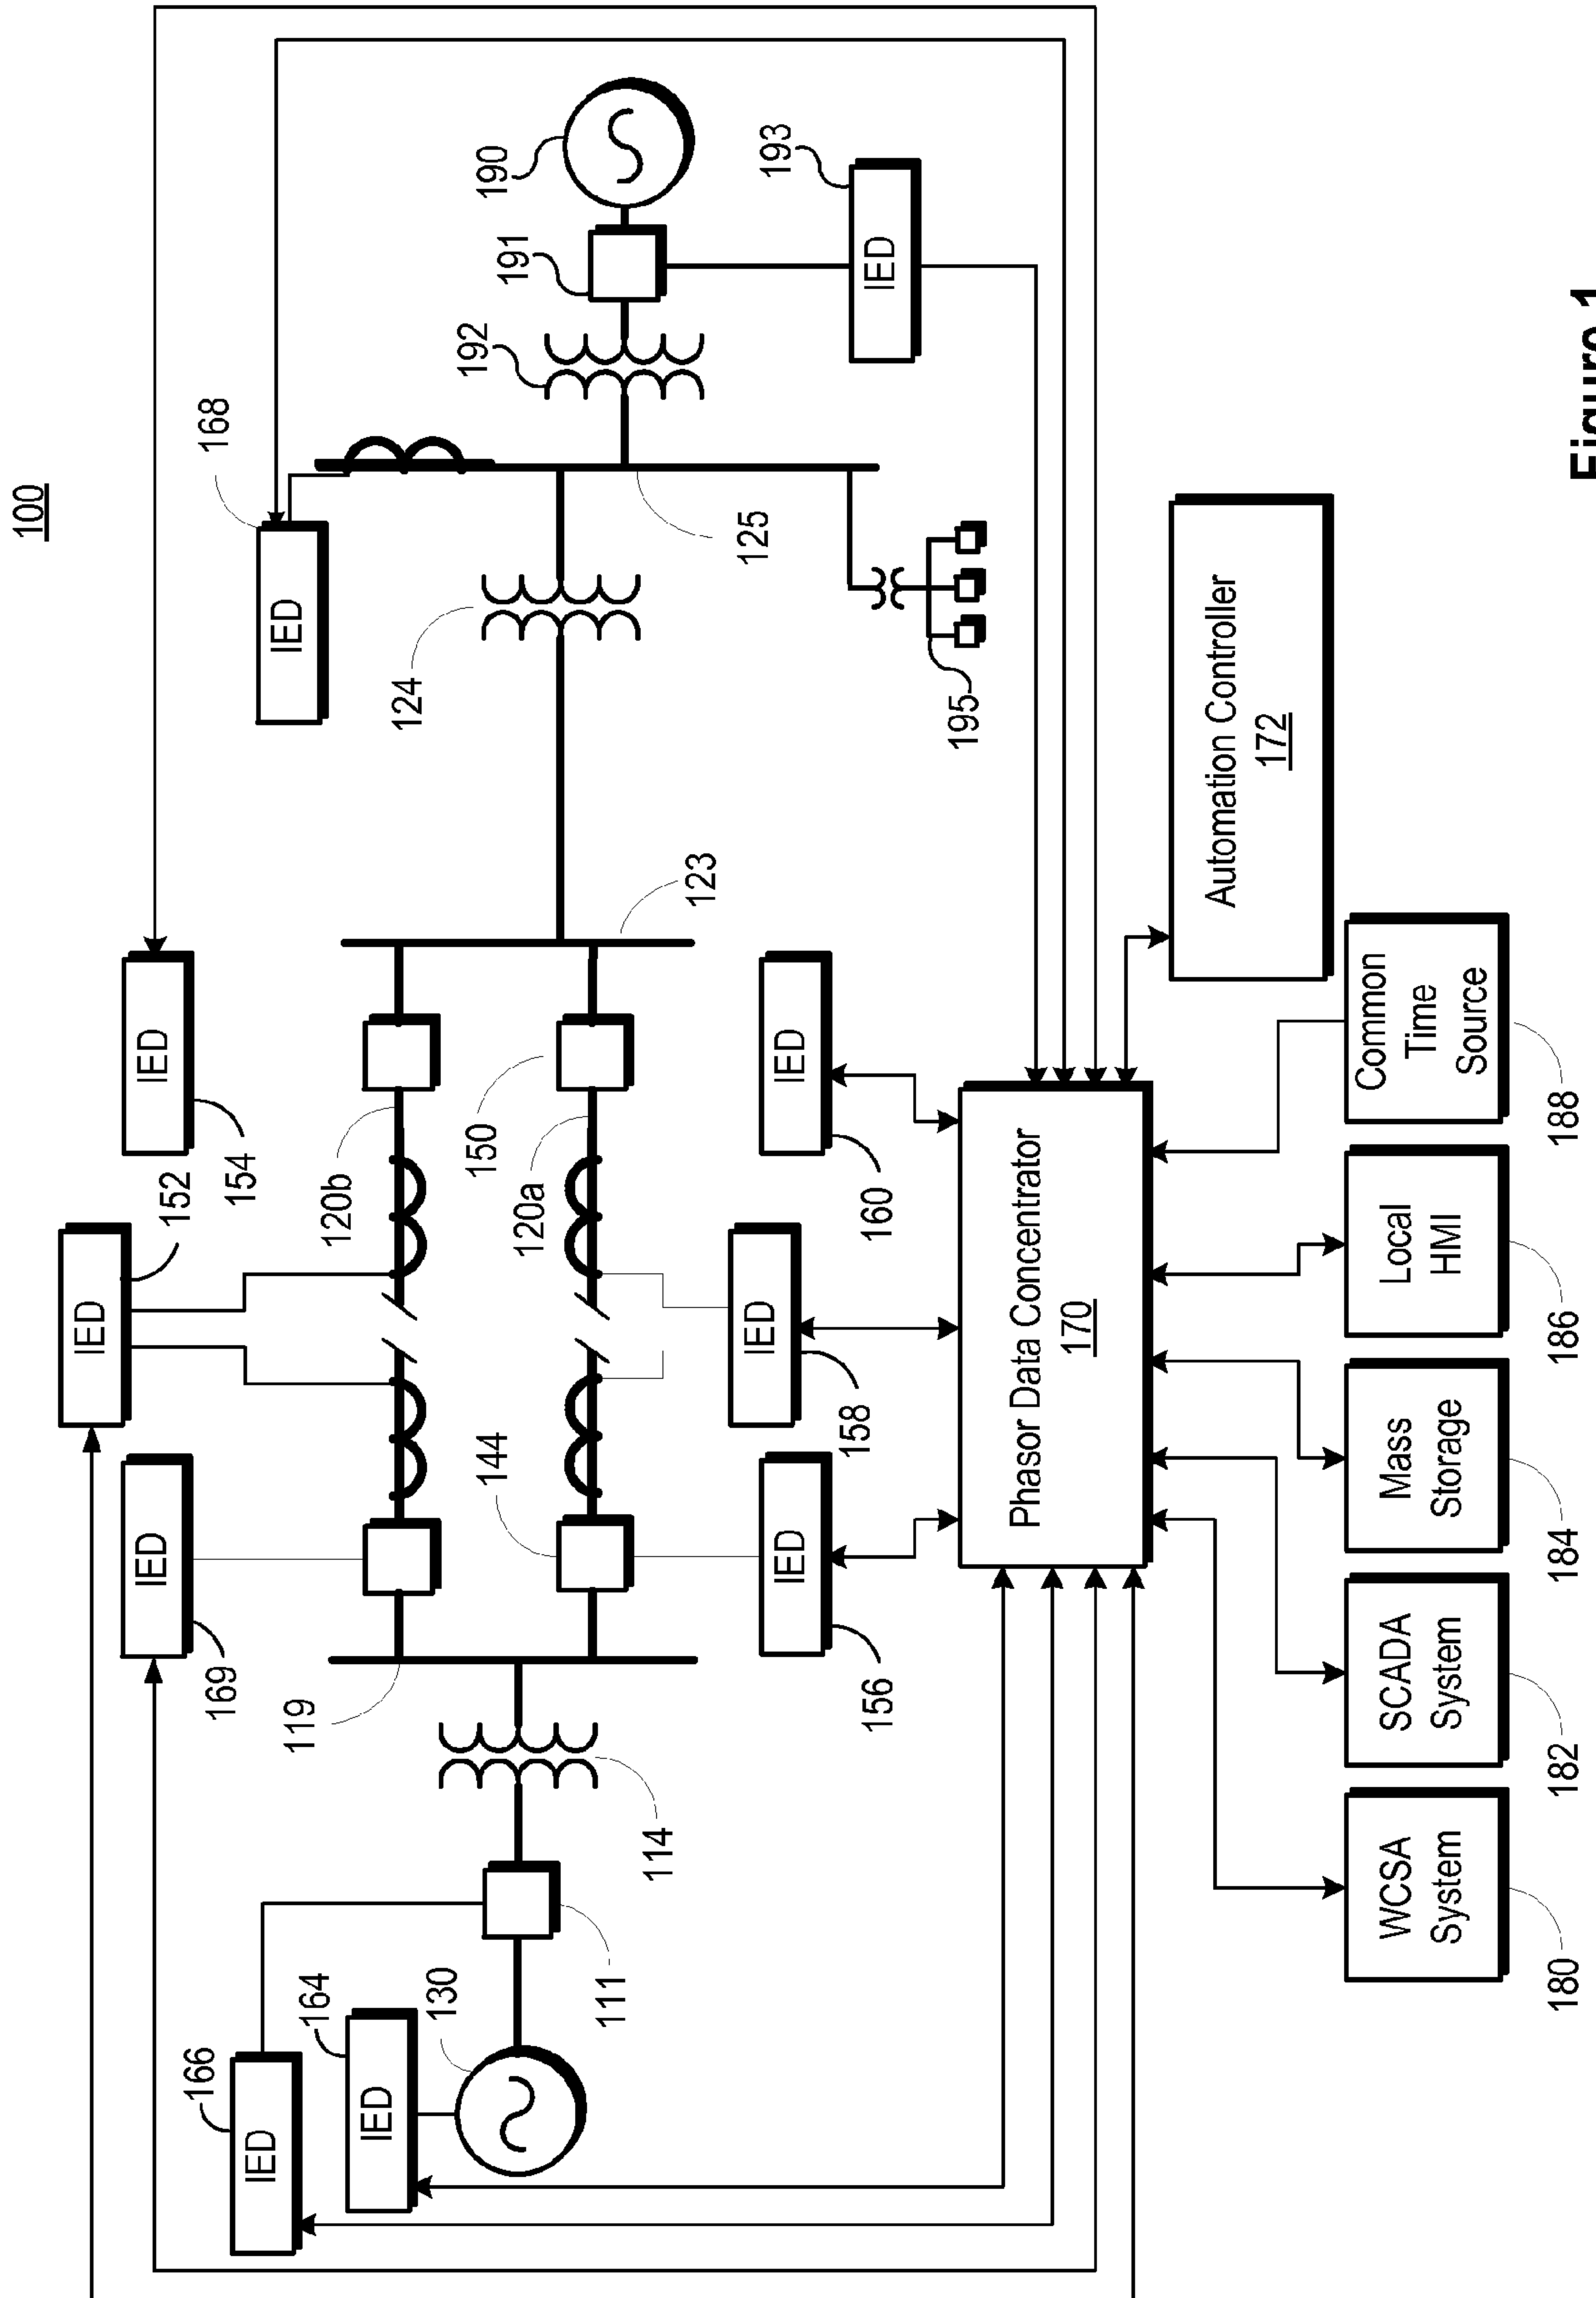 100
166
IED
164
IED
130
111
114
119
169
IED
152
IED
154
IED
120b
150
120a
144
123
124
168
IED
125
192
191
190
193
IED
195
156
IED
158
IED
160
IED
Phasor Data Concentrator
170
Automation Controller
172
WCSA
System
180
SCADA
System
182
Mass
Storage
184
Local
HMI
186
Common
Time
Source
188
Figure 1